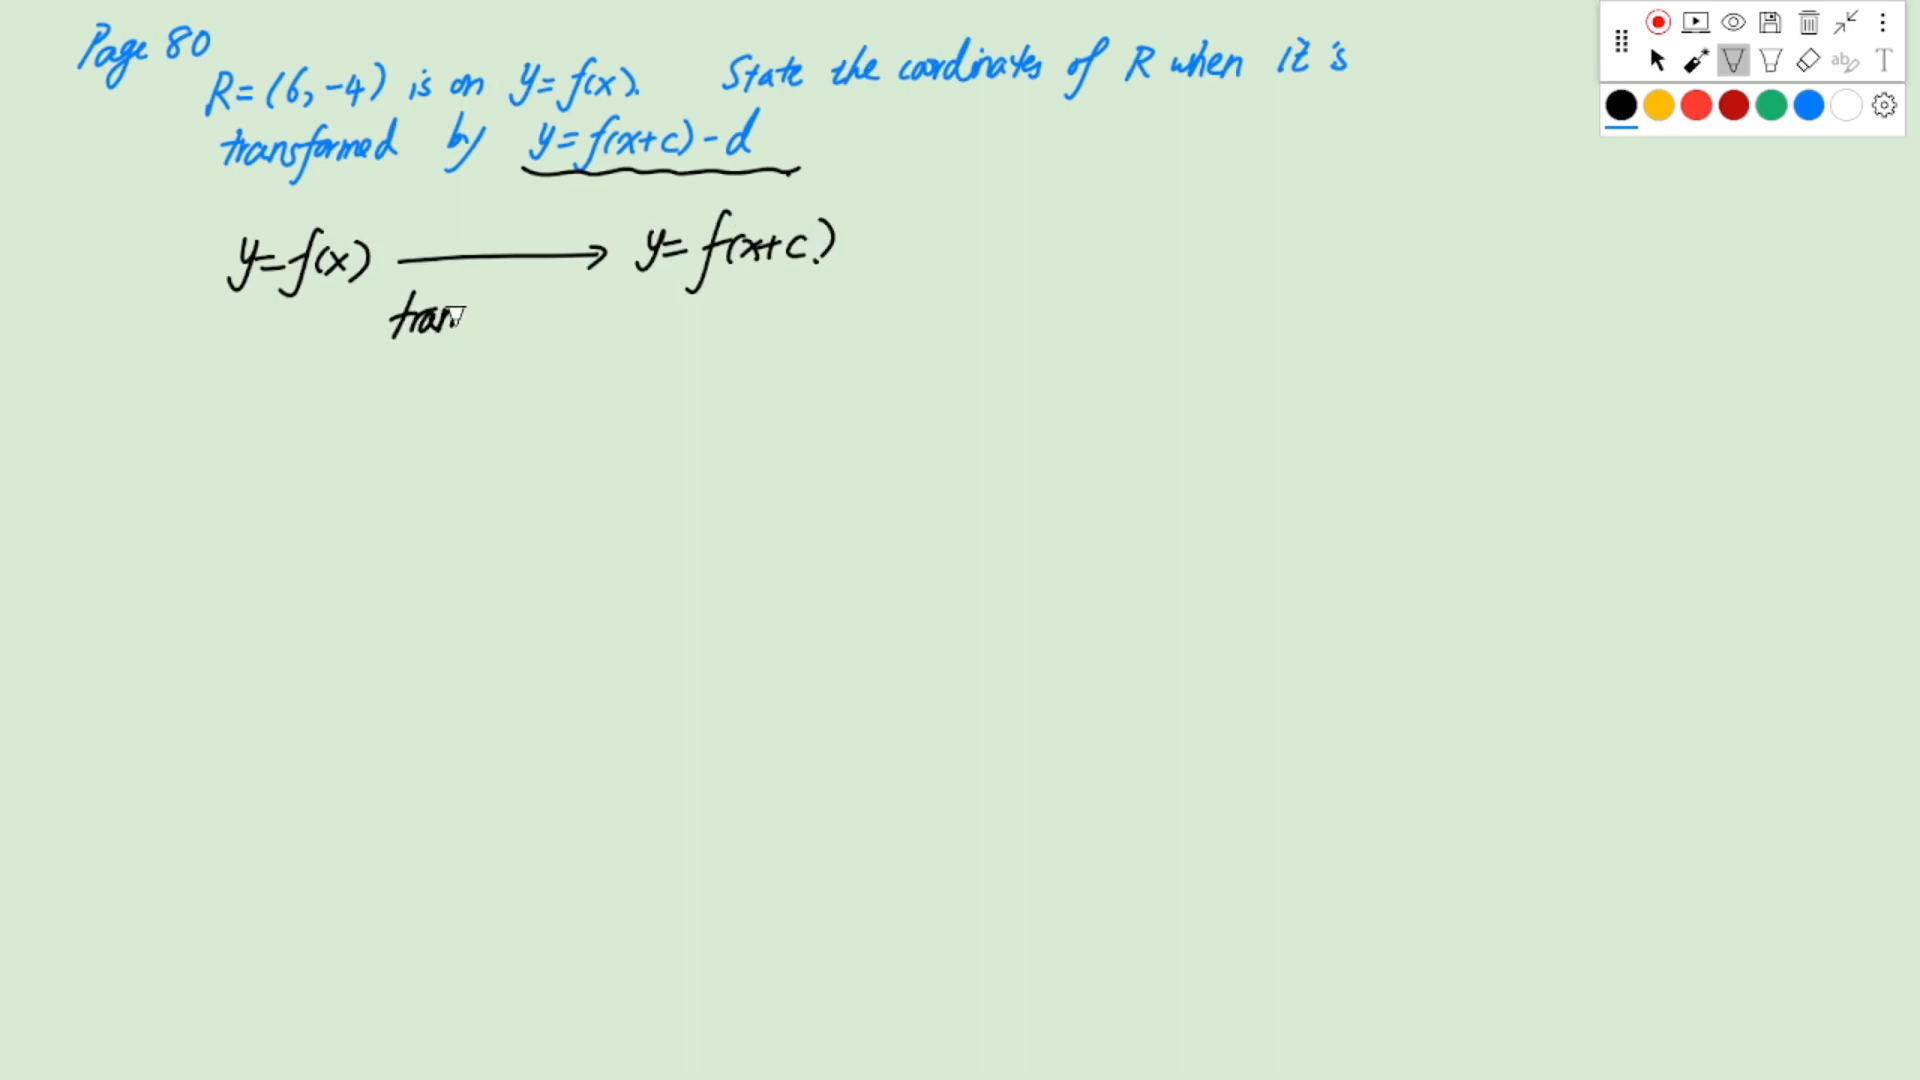 Page 80
R=(6,-4) is on y=f(x). State the coordinates of R when it's
transformed by y=f(x+c)-d
y=f(x) → y=f(x+c)
tran